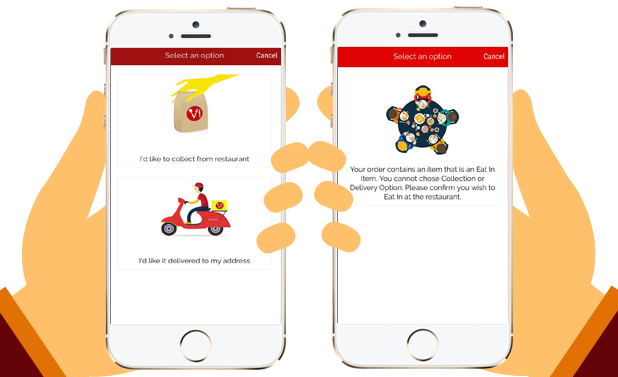 Select an option
Cancel
V
I'd like to collect from restaurant
I'd like it delivered to my address
Select an option
Cancel
Your order contains an item that is an Eat In
Item. You cannot chose Collection or
Delivery Option. Please confirm you wish to
Eat In at the restaurant.